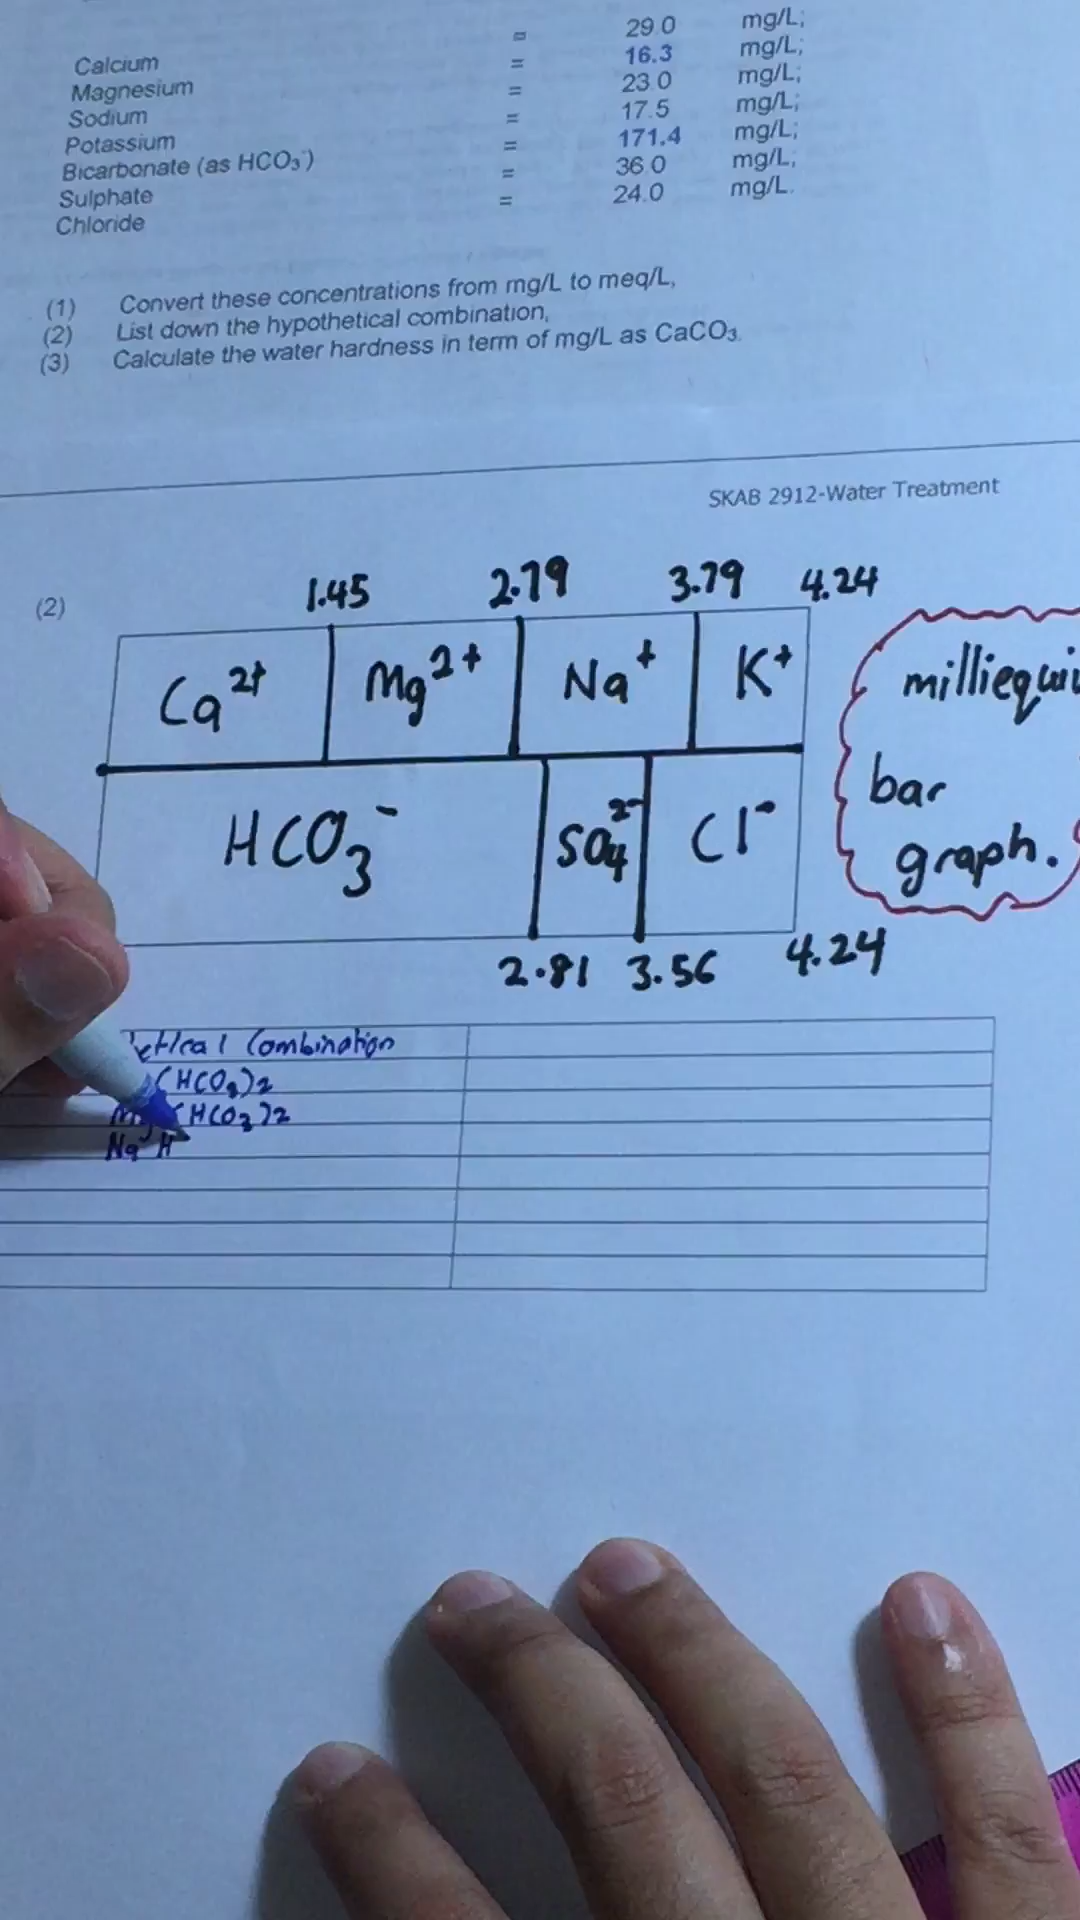 = 29.0 mg/L;
Calcium = 16.3 mg/L;
Magnesium = 23.0 mg/L;
Sodium = 17.5 mg/L;
Potassium = 171.4 mg/L;
Bicarbonate (as HCO₃⁻) = 36.0 mg/L;
Sulphate = 24.0 mg/L.
Chloride
(1) Convert these concentrations from mg/L to meq/L,
(2) List down the hypothetical combination,
(3) Calculate the water hardness in term of mg/L as CaCO₃.
SKAB 2912-Water Treatment
(2)
1.45 2.79 3.79 4.24
Ca²⁺ Mg²⁺ Na⁺ K⁺
HCO₃⁻ SO₄²⁻ Cl⁻
2.81 3.56 4.24
milliequi
bar
graph.
etical Combination
(HCO₃)2
Mg (HCO₃)2
Na H